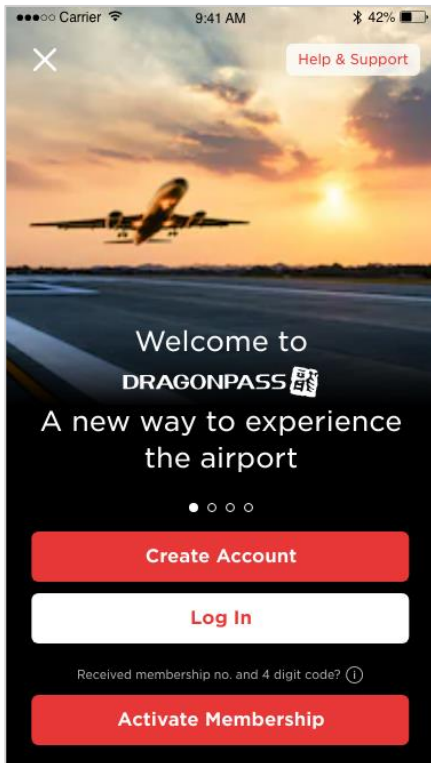 Carrier 9:41 AM 42%
Help & Support
Welcome to
DRAGONPASS 龍
A new way to experience
the airport
Create Account
Log In
Received membership no. and 4 digit code? i
Activate Membership